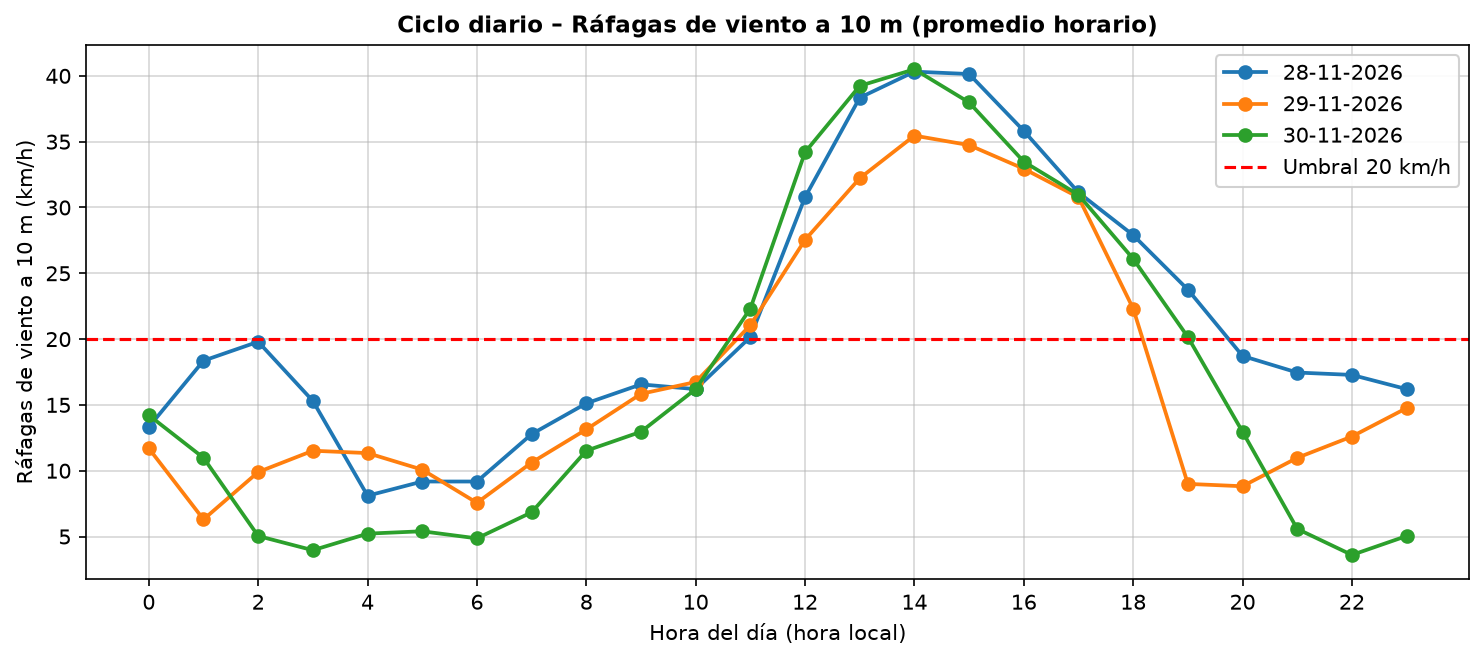 Ciclo diario – Ráfagas de viento a 10 m (promedio horario)
28-11-2026
29-11-2026
30-11-2026
Umbral 20 km/h
Ráfagas de viento a 10 m (km/h)
40
35
30
25
20
15
10
5
0 2 4 6 8 10 12 14 16 18 20 22
Hora del día (hora local)